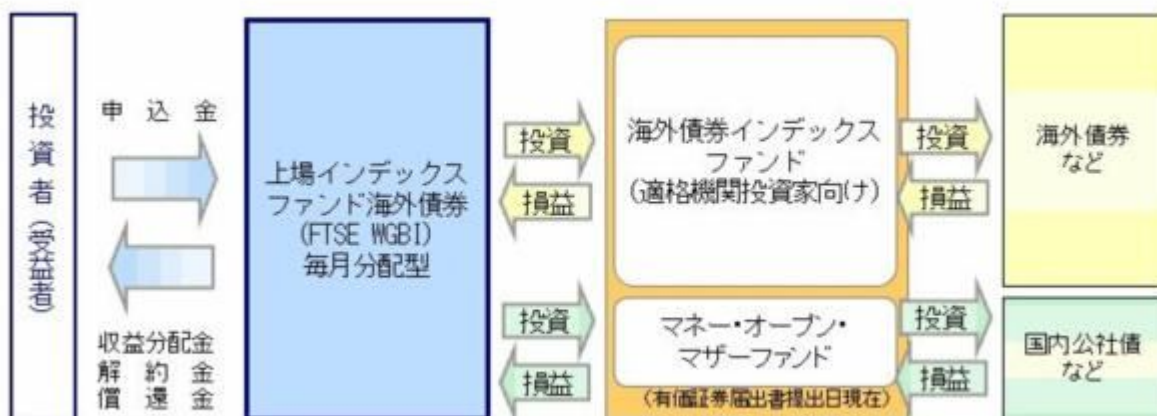 投資者(受益者)
申込金
収益分配金
解約金
償還金
上場インデックス
ファンド海外債券
(FTSE WGBI)
毎月分配型
投資
損益
投資
損益
海外債券インデックス
ファンド
(適格機関投資家向け)
マネー・オープン・
マザーファンド
(有価証券届出書提出日現在)
投資
損益
投資
損益
海外債券
など
国内公社債
など